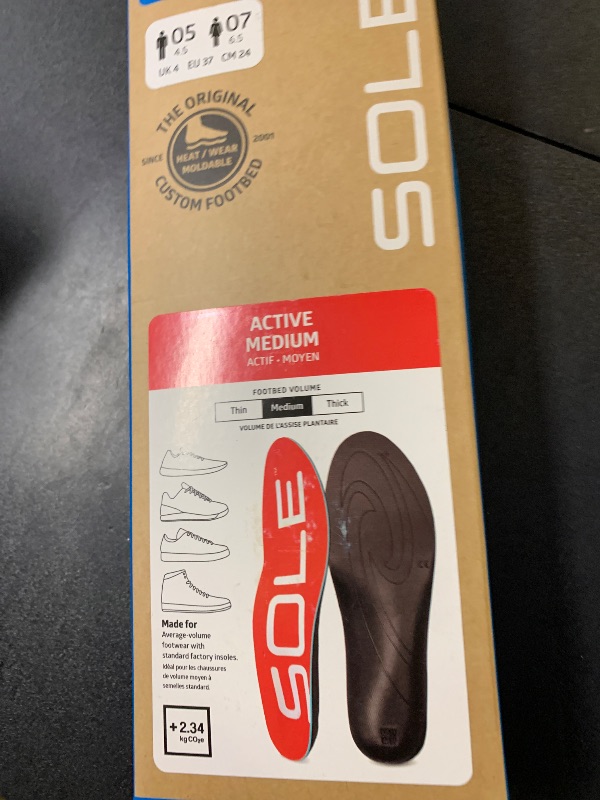 05 07
4.5 6.5
UK 4 EU 37 CM 24
SOLE
THE ORIGINAL
SINCE 2001
HEAT / WEAR
MOLDABLE
CUSTOM FOOTBED
ACTIVE
MEDIUM
ACTIF - MOYEN
FOOTBED VOLUME
Thin Medium Thick
VOLUME DE L'ASSISE PLANTAIRE
SOLE
CE
Made for
Average-volume
footwear with
standard factory insoles.
Idéal pour les chaussures
de volume moyen à
semelles standard.
+2.34
kg CO₂e